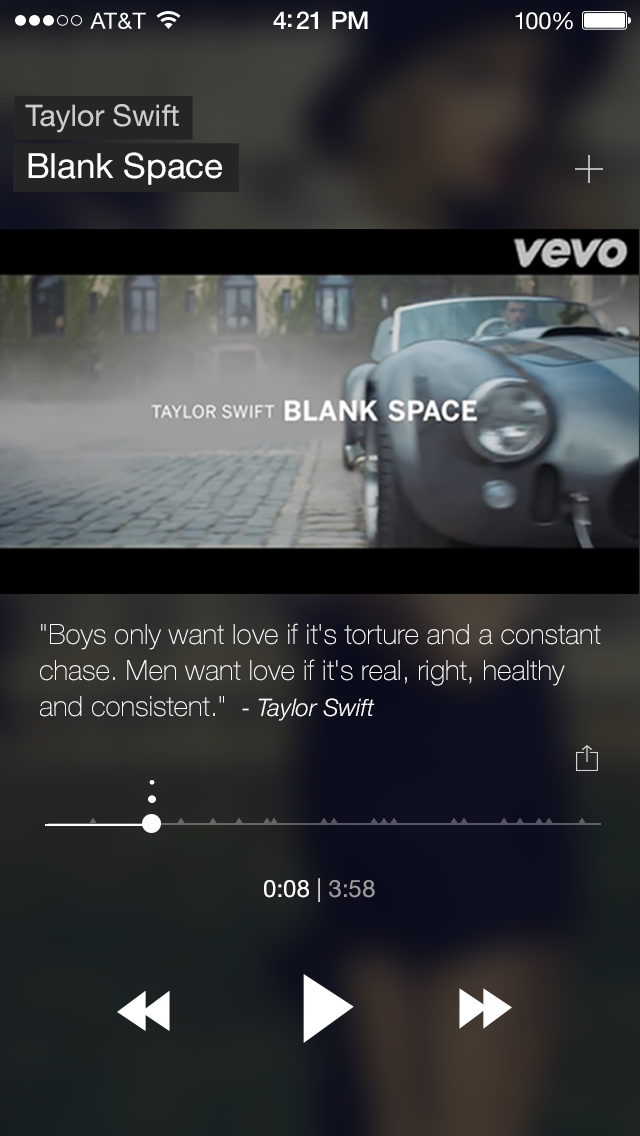 AT&T 4:21 PM 100%
Taylor Swift
Blank Space
vevo
TAYLOR SWIFT BLANK SPACE
"Boys only want love if it's torture and a constant
chase. Men want love if it's real, right, healthy
and consistent." - Taylor Swift
0:08 | 3:58